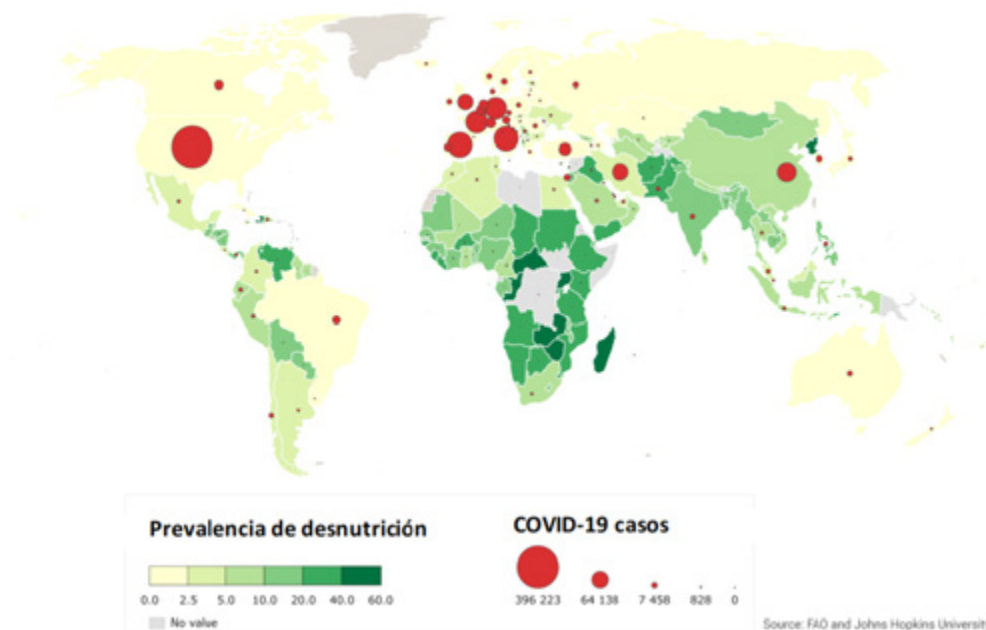 Prevalencia de desnutrición
0.0 2.5 5.0 10.0 20.0 40.0 60.0
No value
COVID-19 casos
396 223 64 138 7 458 828 0
Source: FAO and Johns Hopkins Universit